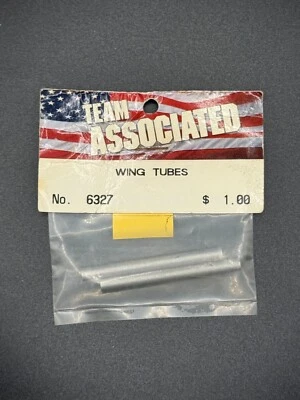 TEAM
ASSOCIATED
WING TUBES
No. 6327 $ 1.00